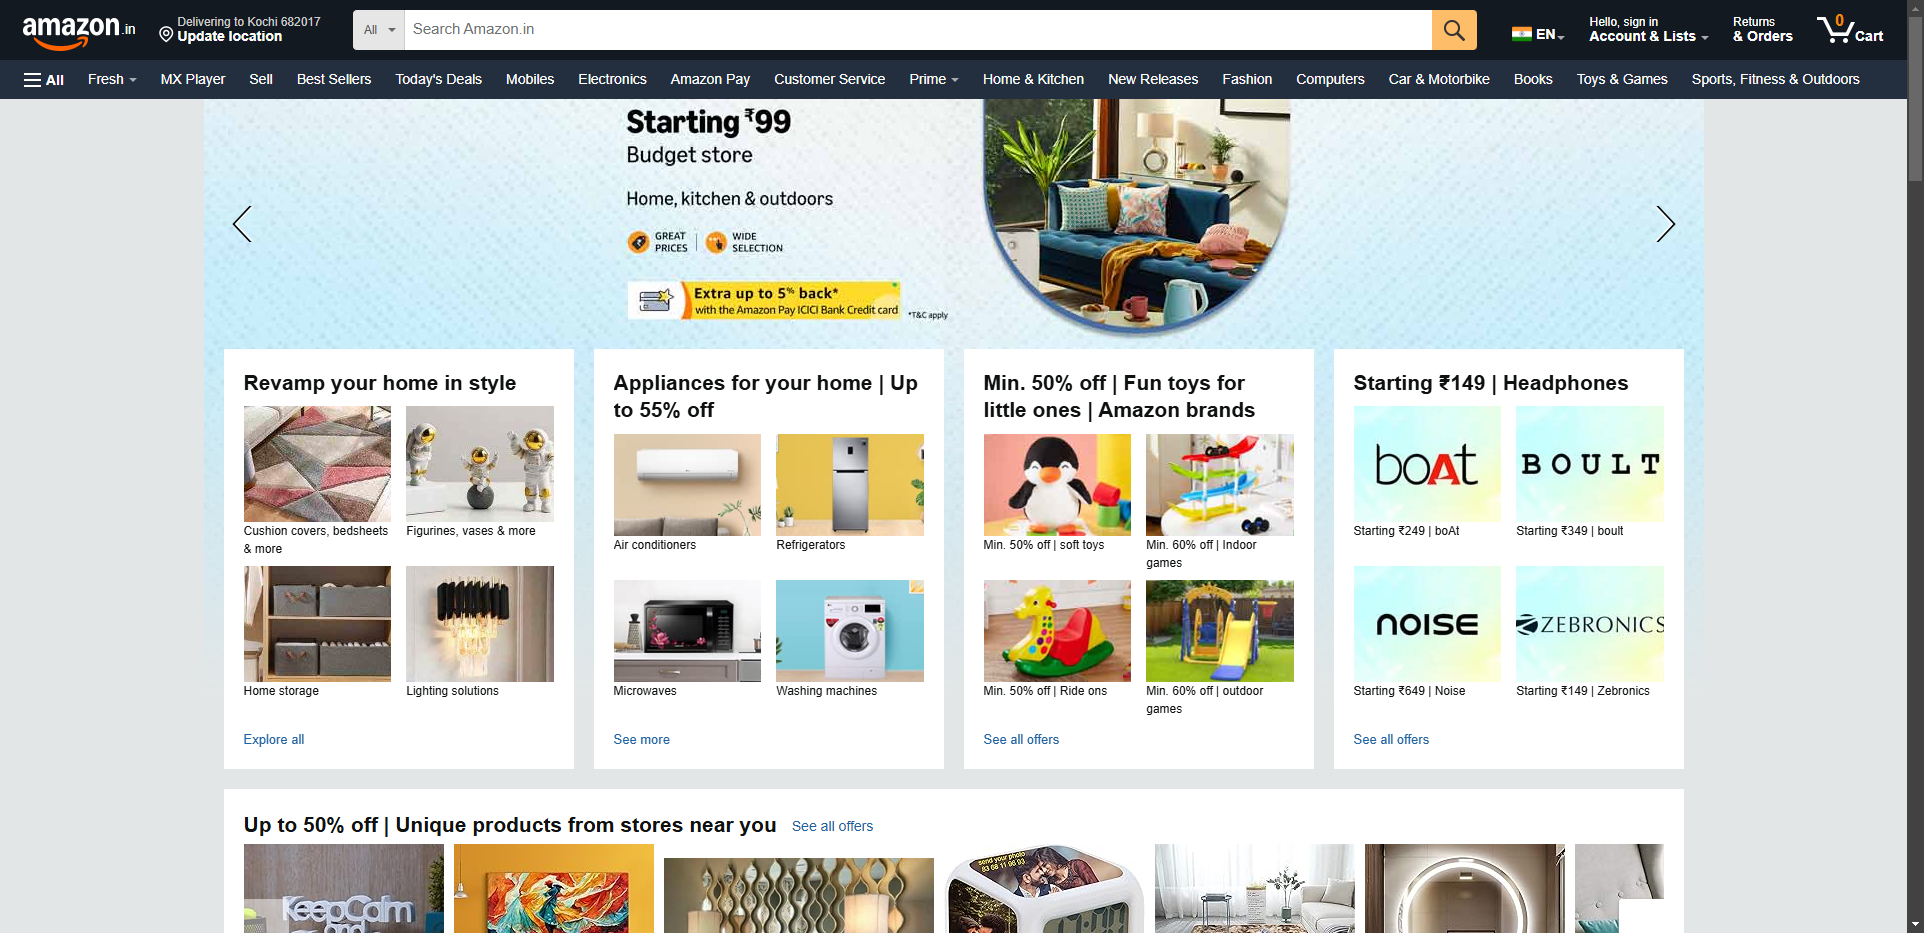 amazon.in
Delivering to Kochi 682017
Update location
All
Search Amazon.in
EN
Hello, sign in
Account & Lists
Returns
& Orders
0
Cart
All
Fresh
MX Player
Sell
Best Sellers
Today's Deals
Mobiles
Electronics
Amazon Pay
Customer Service
Prime
Home & Kitchen
New Releases
Fashion
Computers
Car & Motorbike
Books
Toys & Games
Sports, Fitness & Outdoors
Starting ₹99
Budget store
Home, kitchen & outdoors
GREAT
PRICES
WIDE
SELECTION
Extra up to 5% back*
with the Amazon Pay ICICI Bank Credit card
*T&C apply
Revamp your home in style
Cushion covers, bedsheets
& more
Figurines, vases & more
Home storage
Lighting solutions
Explore all
Appliances for your home | Up
to 55% off
Air conditioners
Refrigerators
Microwaves
Washing machines
See more
Min. 50% off | Fun toys for
little ones | Amazon brands
Min. 50% off | soft toys
Min. 60% off | Indoor
games
Min. 50% off | Ride ons
Min. 60% off | outdoor
games
See all offers
Starting ₹149 | Headphones
boAt
BOULT
Starting ₹249 | boAt
Starting ₹349 | boult
NOISE
ZEBRONICS
Starting ₹649 | Noise
Starting ₹149 | Zebronics
See all offers
Up to 50% off | Unique products from stores near you
See all offers
KeepCalm
and
send your photo